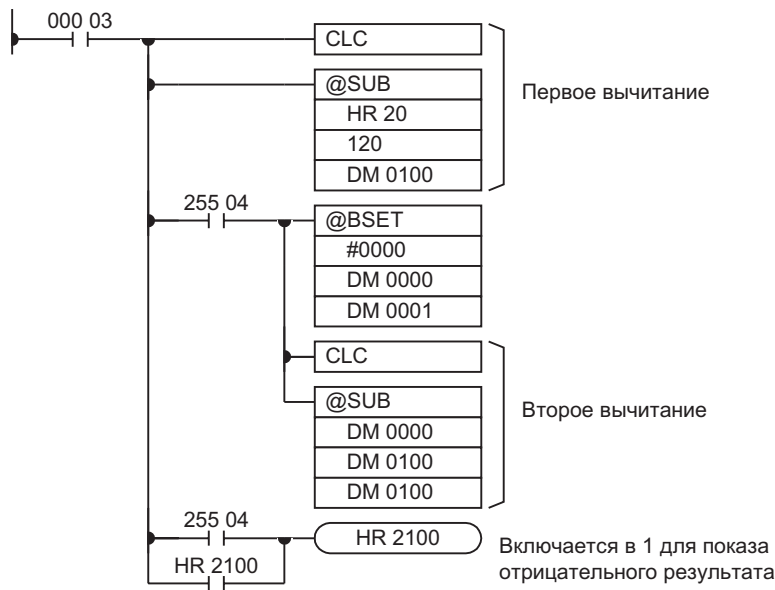 000 03
CLC
@SUB
HR 20
120
DM 0100
Первое вычитание
255 04
@BSET
#0000
DM 0000
DM 0001
CLC
@SUB
DM 0000
DM 0100
DM 0100
Второе вычитание
255 04
HR 2100
HR 2100
Включается в 1 для показа
отрицательного результата